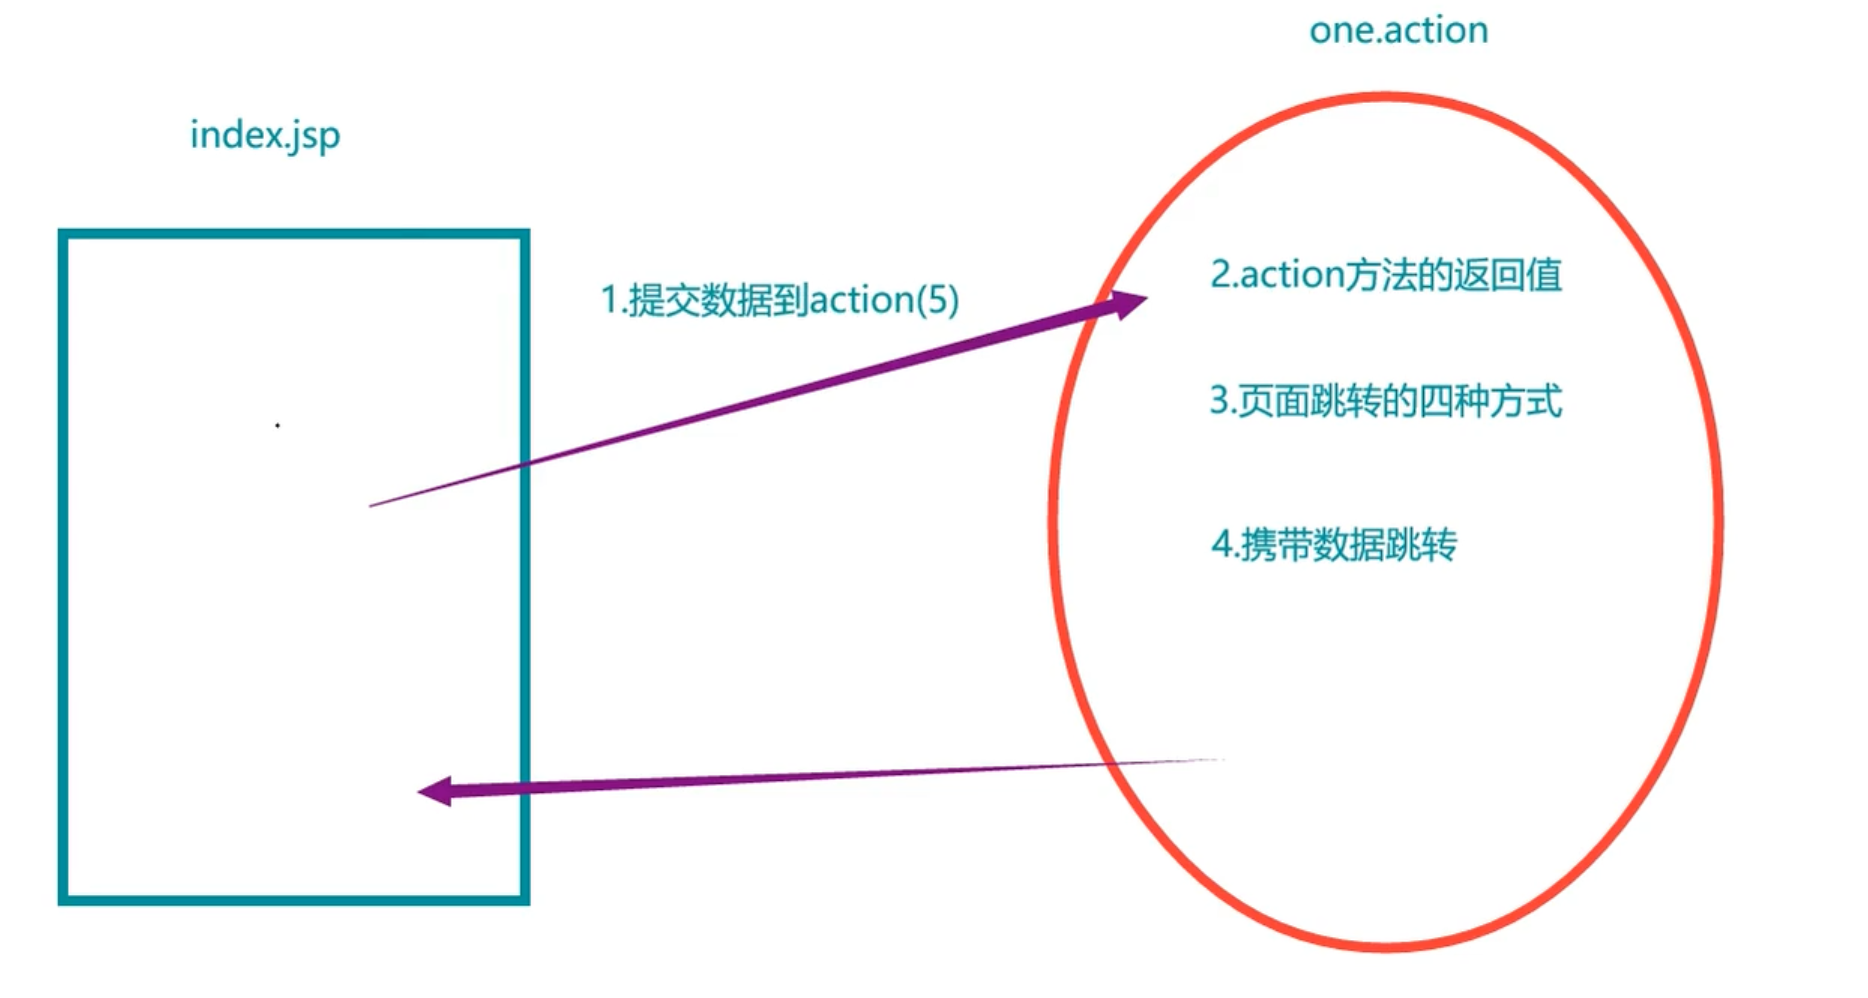 one.action
index.jsp
1.提交数据到action(5)
2.action方法的返回值
3.页面跳转的四种方式
4.携带数据跳转